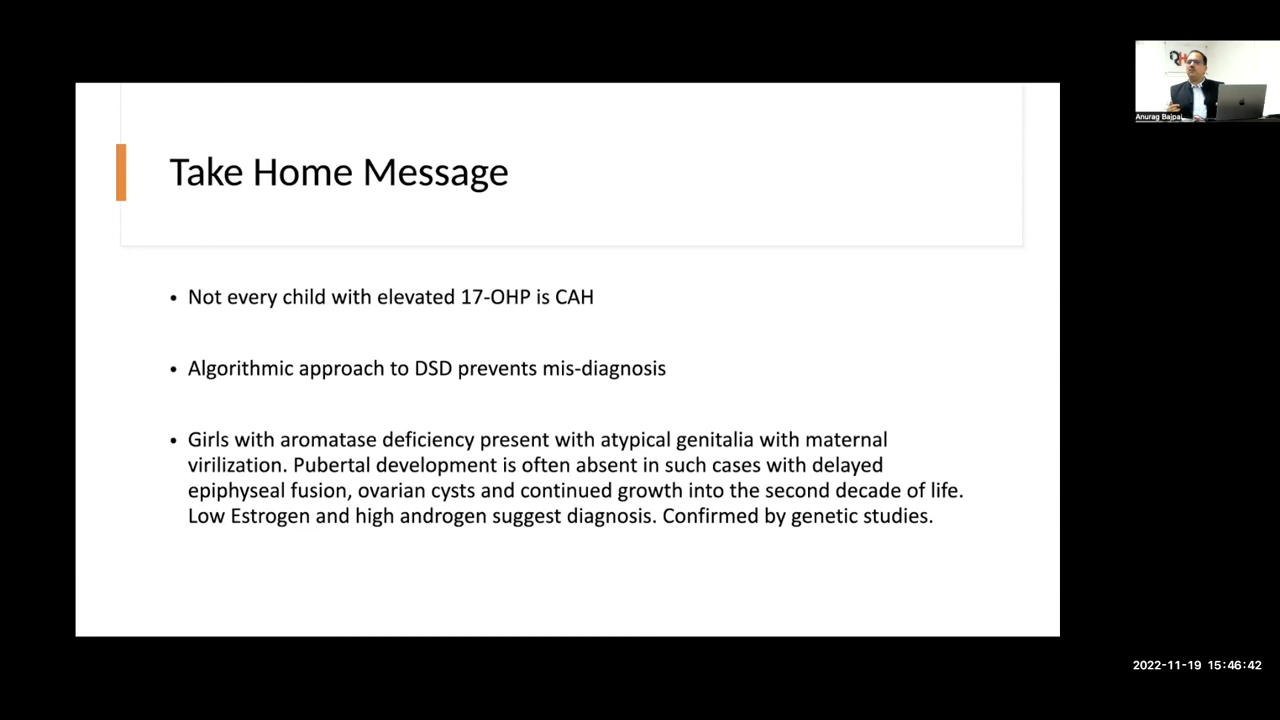 Take Home Message
• Not every child with elevated 17-OHP is CAH
• Algorithmic approach to DSD prevents mis-diagnosis
• Girls with aromatase deficiency present with atypical genitalia with maternal
virilization. Pubertal development is often absent in such cases with delayed
epiphyseal fusion, ovarian cysts and continued growth into the second decade of life.
Low Estrogen and high androgen suggest diagnosis. Confirmed by genetic studies.
Anurag Bajpai
2022-11-19 15:46:42